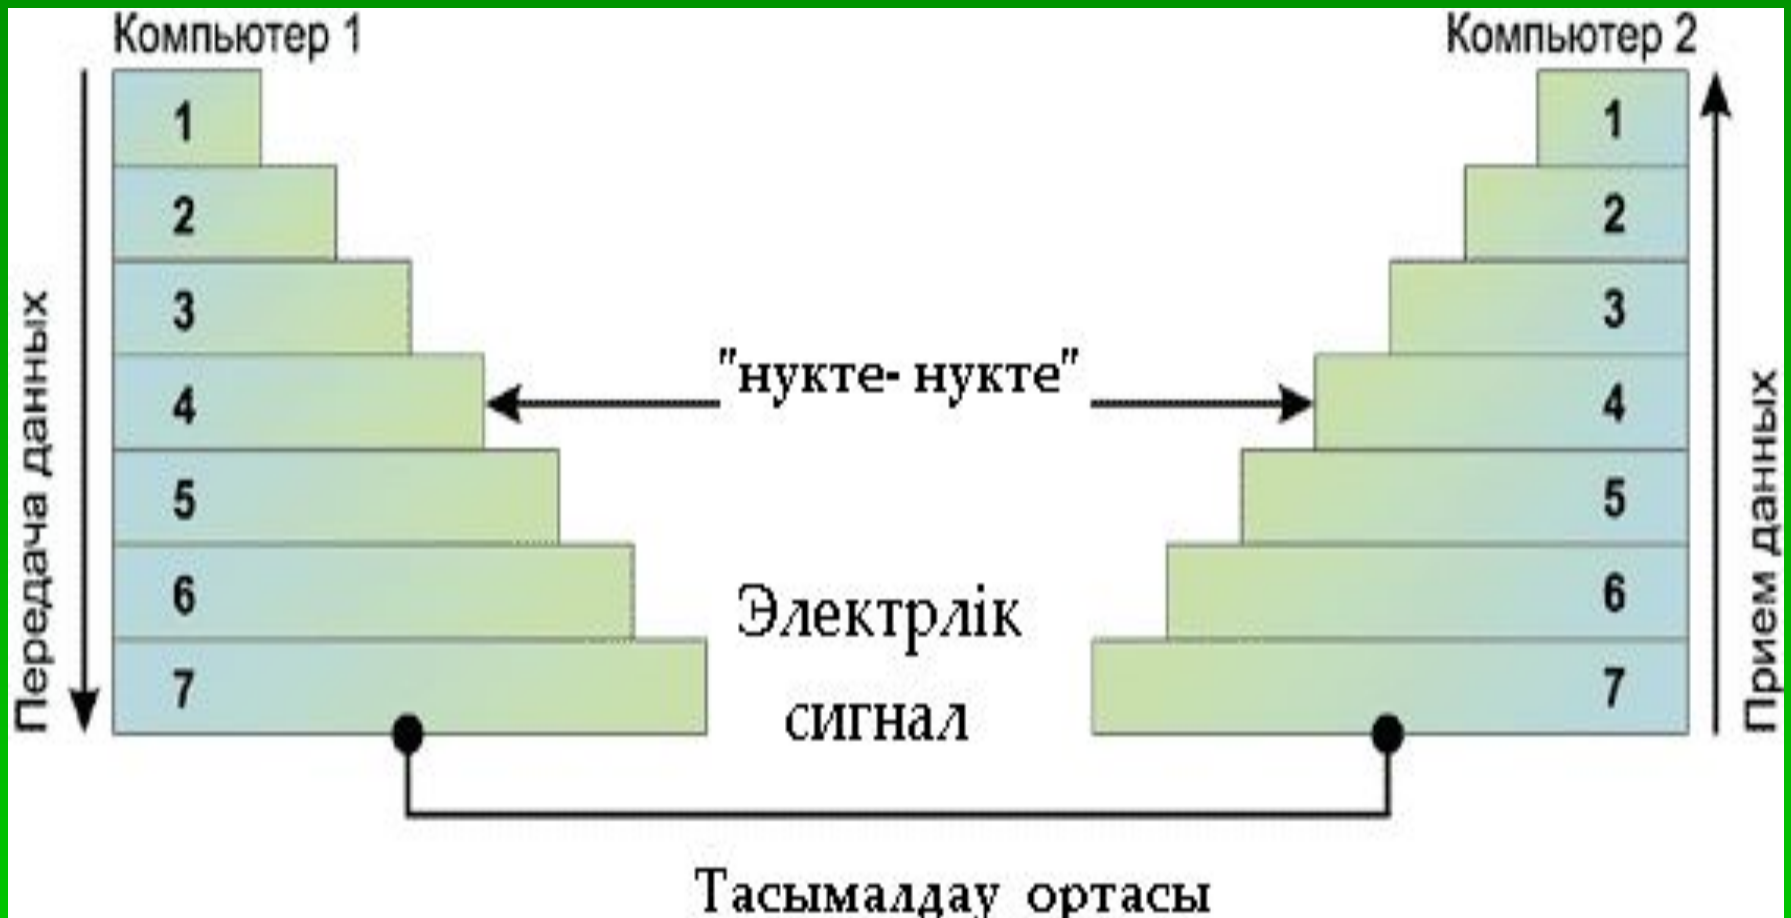 Компьютер 1
Компьютер 2
Передача данных
1
2
3
4
5
6
7
"нукте- нукте"
Электрлік
сигнал
1
2
3
4
5
6
7
Прием данных
Тасымалдау ортасы